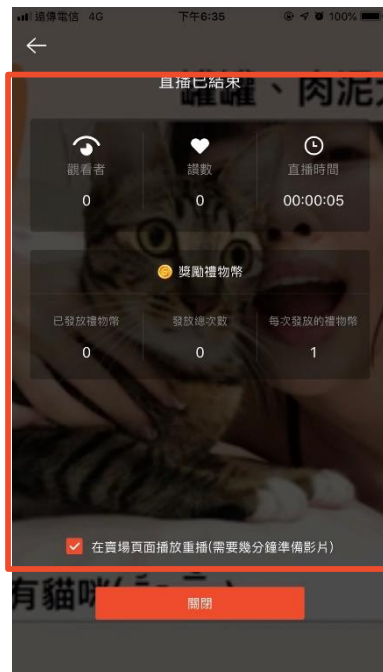 遠傳電信 4G 下午6:35 100%
直播已結束
罐罐、肉泥
觀看者 讚數 直播時間
0 0 00:00:05
獎勵禮物幣
已發放禮物幣 發放總次數 每次發放的禮物幣
0 0 1
在賣場頁面播放重播(需要幾分鐘準備影片)
有貓咪
關閉